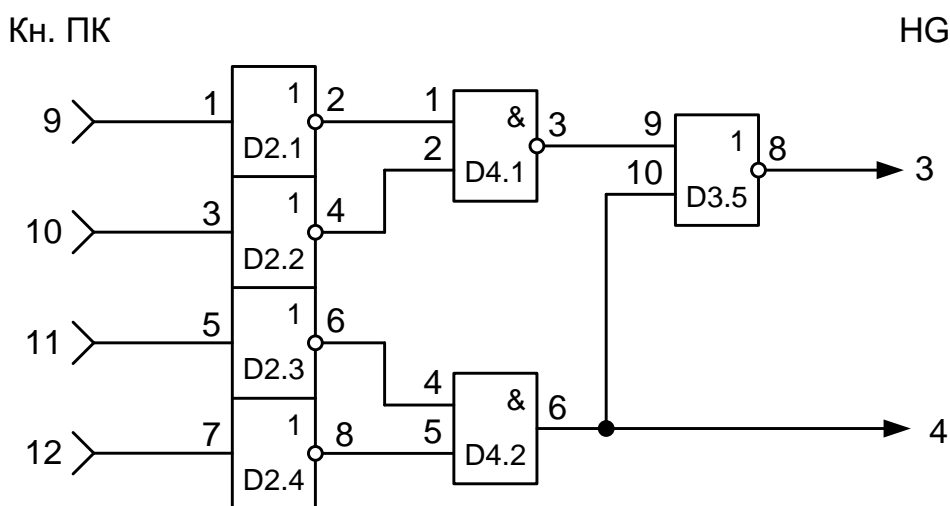 Кн. ПК HG
9 1 1 2 D2.1
10 3 1 4 D2.2
11 5 1 6 D2.3
12 7 1 8 D2.4
1 2 & 3 D4.1
4 5 & 6 D4.2
9 10 1 8 D3.5
3
4